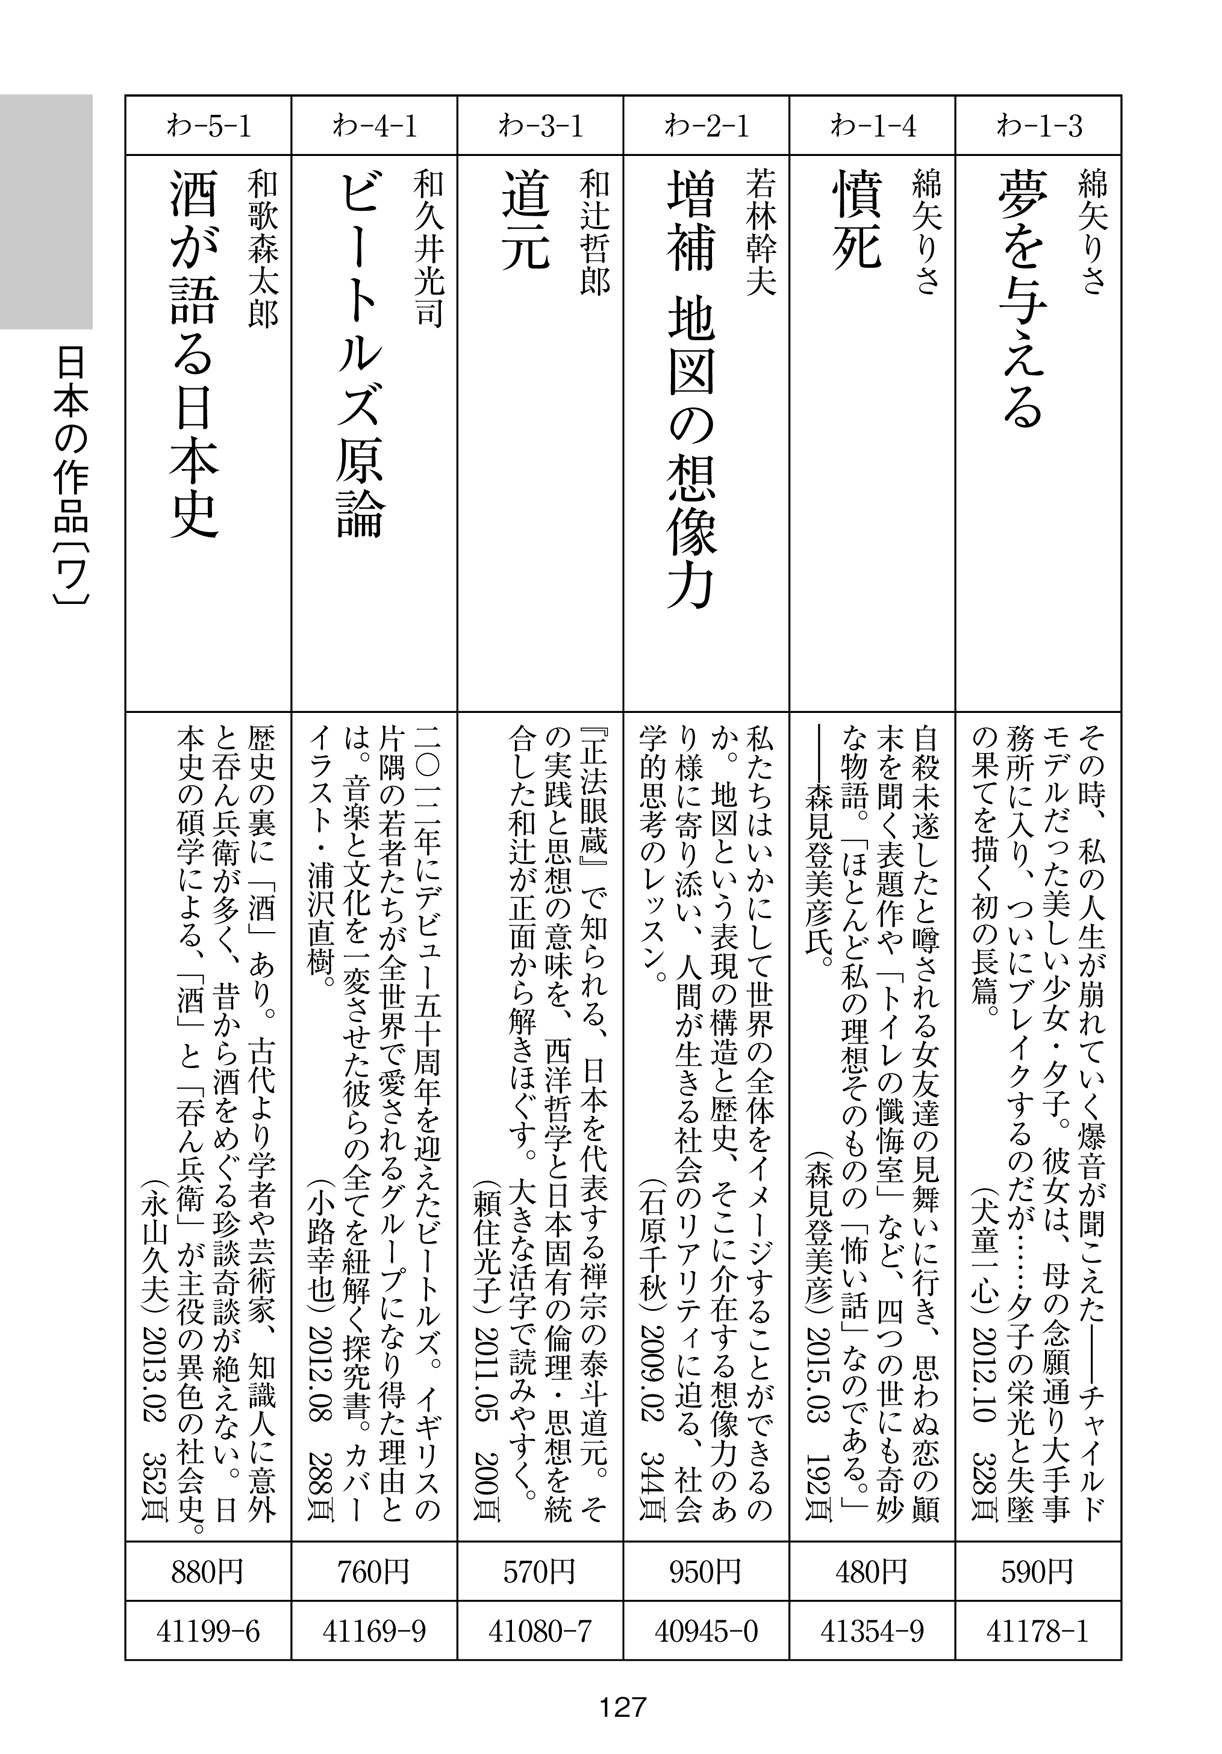 わ-1-3
綿矢りさ
夢を与える
その時、私の人生が崩れていく爆音が聞こえた――チャイルド
モデルだった美しい少女・夕子。彼女は、母の念願通り大手事
務所に入り、ついにブレイクするのだが……夕子の栄光と失墜
の果てを描く初の長篇。
(犬童一心) 2012.10 328頁
590円
41178-1
わ-1-4
綿矢りさ
憤死
自殺未遂したと噂される女友達の見舞いに行き、思わぬ恋の顚
末を聞く表題作や「トイレの懺悔室」など、四つの世にも奇妙
な物語。「ほとんど私の理想そのものの「怖い話」なのである。」
――森見登美彦氏。
(森見登美彦) 2015.03 192頁
480円
41354-9
わ-2-1
若林幹夫
増補 地図の想像力
私たちはいかにして世界の全体をイメージすることができるの
か。地図という表現の構造と歴史、そこに介在する想像力のあ
り様に寄り添い、人間が生きる社会のリアリティに迫る、社会
学的思考のレッスン。
(石原千秋) 2009.02 344頁
950円
40945-0
わ-3-1
和辻哲郎
道元
『正法眼蔵』で知られる、日本を代表する禅宗の泰斗道元。そ
の実践と思想の意味を、西洋哲学と日本固有の倫理・思想を統
合した和辻が正面から解きほぐす。大きな活字で読みやすく。
(頼住光子) 2011.05 200頁
570円
41080-7
わ-4-1
和久井光司
ビートルズ原論
二〇一二年にデビュー五十周年を迎えたビートルズ。イギリスの
片隅の若者たちが全世界で愛されるグループになり得た理由と
は。音楽と文化を一変させた彼らの全てを紐解く探究書。カバー
イラスト・浦沢直樹。
(小路幸也) 2012.08 288頁
760円
41169-9
わ-5-1
和歌森太郎
酒が語る日本史
歴史の裏に「酒」あり。古代より学者や芸術家、知識人に意外
と吞ん兵衛が多く、昔から酒をめぐる珍談奇談が絶えない。日
本史の碩学による、「酒」と「吞ん兵衛」が主役の異色の社会史。
(永山久夫) 2013.02 352頁
880円
41199-6
日本の作品〔ワ〕
127